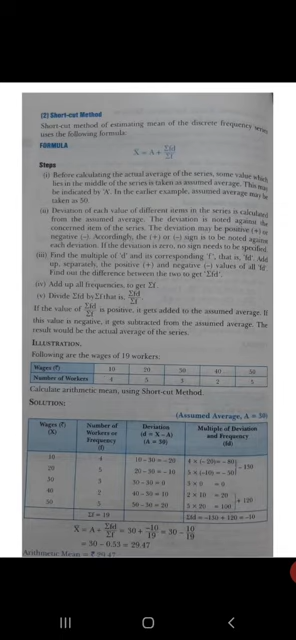 (2) Short-cut Method
Short-cut method of estimating mean of the discrete frequency series
uses the following formula:
FORMULA
X̄ = A + Σfd/Σf
Steps
(i) Before calculating the actual average of the series, some value which
lies in the middle of the series is taken as assumed average. This may
be indicated by 'A'. In the earlier example, assumed average may be
taken as 50.
(ii) Deviation of each value of different items in the series is calculated
from the assumed average. The deviation is noted against the
concerned item of the series. The deviation may be positive (+) or
negative (–). Accordingly, the (+) or (–) sign is to be noted against
each deviation. If the deviation is zero, no sign needs to be specified.
(iii) Find the multiple of 'd' and its corresponding 'f', that is, 'fd'. Add
up, separately, the positive (+) and negative (–) values of all 'fd'.
Find out the difference between the two to get 'Σfd'.
(iv) Add up all frequencies, to get Σf.
(v) Divide Σfd by Σf that is, Σfd/Σf
If the value of Σfd/Σf is positive, it gets added to the assumed average. If
this value is negative, it gets subtracted from the assumed average. The
result would be the actual average of the series.
ILLUSTRATION.
Following are the wages of 19 workers:
Wages (₹) 10 20 30 40 50
Number of Workers 4 5 3 2 5
Calculate arithmetic mean, using Short-cut Method.
SOLUTION:
(Assumed Average, A = 30)
Wages (₹) (X) Number of Workers or Frequency (f) Deviation (d = X – A) (A = 30) Multiple of Deviation and Frequency (fd)
10 4 10 – 30 = –20 4 × (–20) = – 80
20 5 20 – 30 = –10 5 × (–10) = – 50 } – 130
30 3 30 – 30 = 0 3 × 0 = 0
40 2 40 – 30 = 10 2 × 10 = 20
50 5 50 – 30 = 20 5 × 20 = 100 } + 120
Σf = 19 Σfd = –130 + 120 = –10
X̄ = A + Σfd/Σf = 30 + –10/19 = 30 – 10/19
= 30 – 0.53 = 29.47
Arithmetic Mean = ₹ 29.47